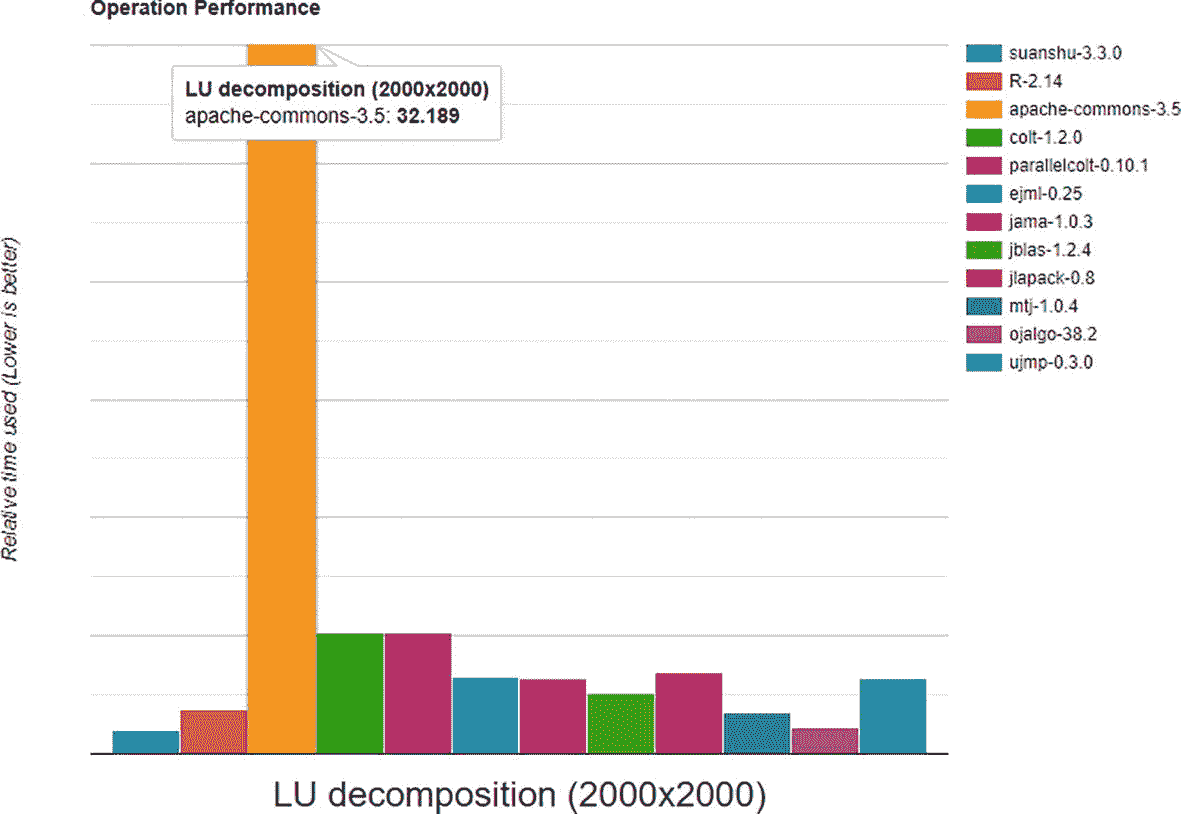 Operation Performance
LU decomposition (2000x2000)
apache-commons-3.5: 32.189
Relative time used (Lower is better)
suanshu-3.3.0
R-2.14
apache-commons-3.5
colt-1.2.0
parallelcolt-0.10.1
ejml-0.25
jama-1.0.3
jblas-1.2.4
jlapack-0.8
mtj-1.0.4
ojalgo-38.2
ujmp-0.3.0
LU decomposition (2000x2000)